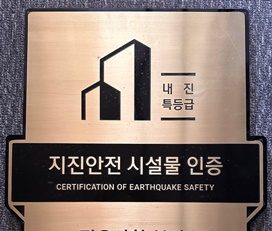 내 진
특등급
지진안전 시설물 인증
CERTIFICATION OF EARTHQUAKE SAFETY